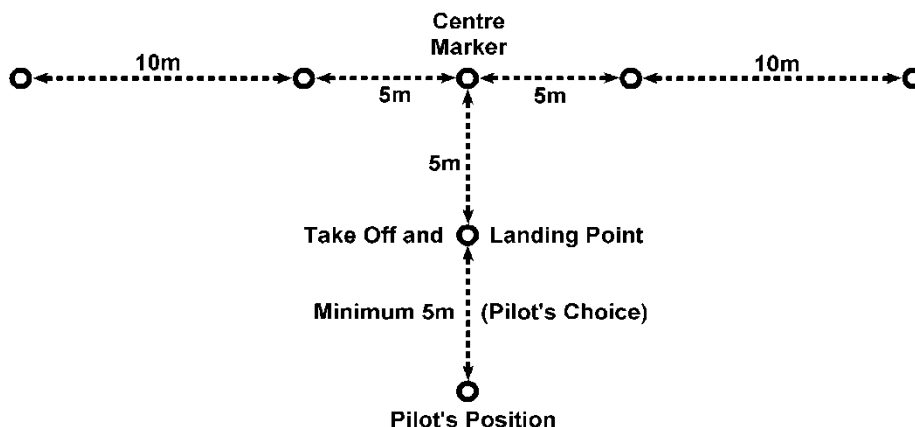 Centre
Marker
10m
10m
5m
5m
5m
Take Off and Landing Point
Minimum 5m (Pilot's Choice)
Pilot's Position